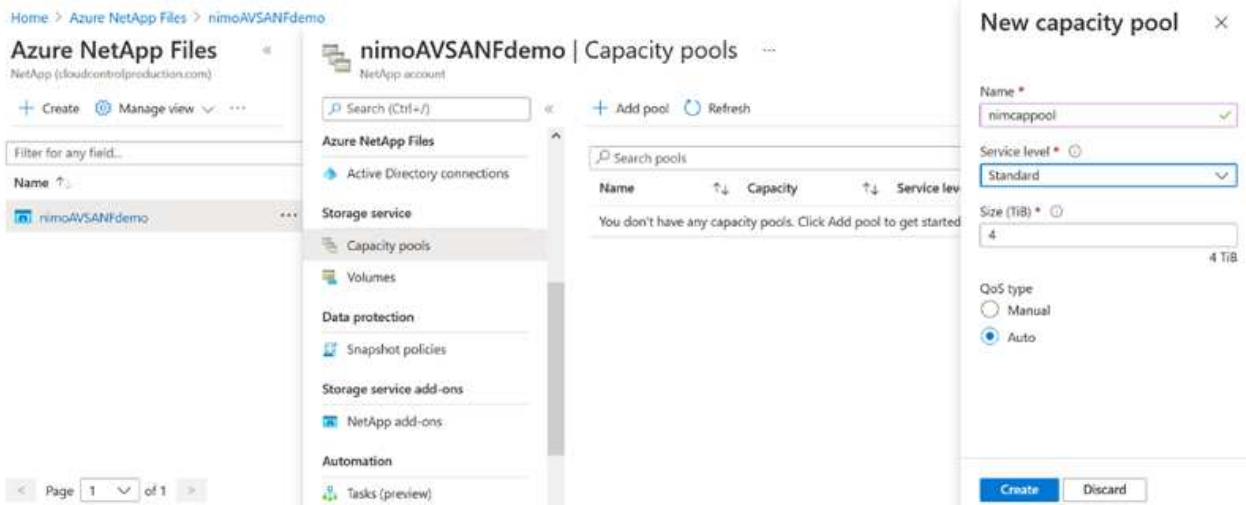 Home > Azure NetApp Files > nimoAVSANFdemo
Azure NetApp Files «
NetApp (cloudcontrolproduction.com)
+ Create Manage view ...
Filter for any field...
Name ↑↓
nimoAVSANFdemo ...
< Page 1 of 1 >
nimoAVSANFdemo | Capacity pools ...
NetApp account
Search (Ctrl+/) «
Azure NetApp Files
Active Directory connections
Storage service
Capacity pools
Volumes
Data protection
Snapshot policies
Storage service add-ons
NetApp add-ons
Automation
Tasks (preview)
+ Add pool Refresh
Search pools
Name ↑↓ Capacity ↑↓ Service lev
You don't have any capacity pools. Click Add pool to get started
New capacity pool ×
Name *
nimcappool
Service level *
Standard
Size (TiB) *
4
4 TiB
QoS type
Manual
Auto
Create Discard